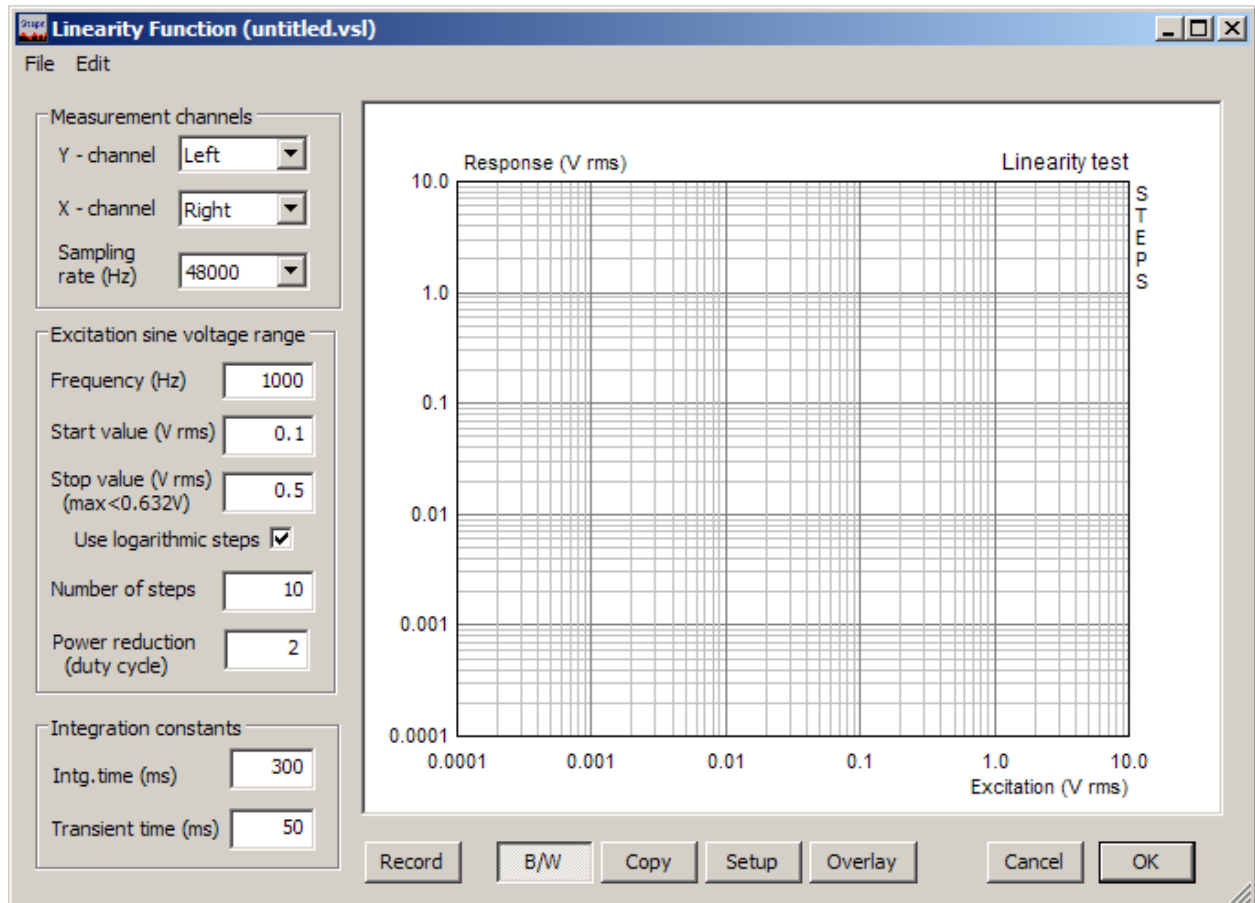 Linearity Function (untitled.vsl)
File Edit
Measurement channels
Y - channel Left
X - channel Right
Sampling
rate (Hz) 48000
Excitation sine voltage range
Frequency (Hz) 1000
Start value (V rms) 0.1
Stop value (V rms)
(max<0.632V) 0.5
Use logarithmic steps
Number of steps 10
Power reduction
(duty cycle) 2
Integration constants
Intg.time (ms) 300
Transient time (ms) 50
Response (V rms) Linearity test
10.0
1.0
0.1
0.01
0.001
0.0001
0.0001 0.001 0.01 0.1 1.0 10.0
Excitation (V rms)
S
T
E
P
S
Record B/W Copy Setup Overlay Cancel OK